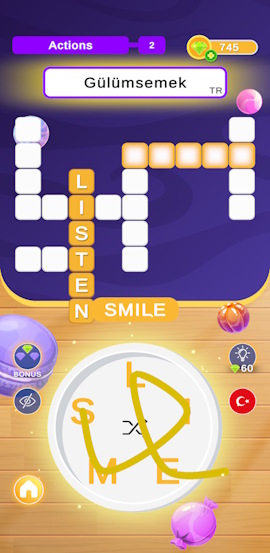 Actions 2
745
Gülümsemek
TR
L
I
S
T
E
N
SMILE
BONUS
60
L
S I
M E